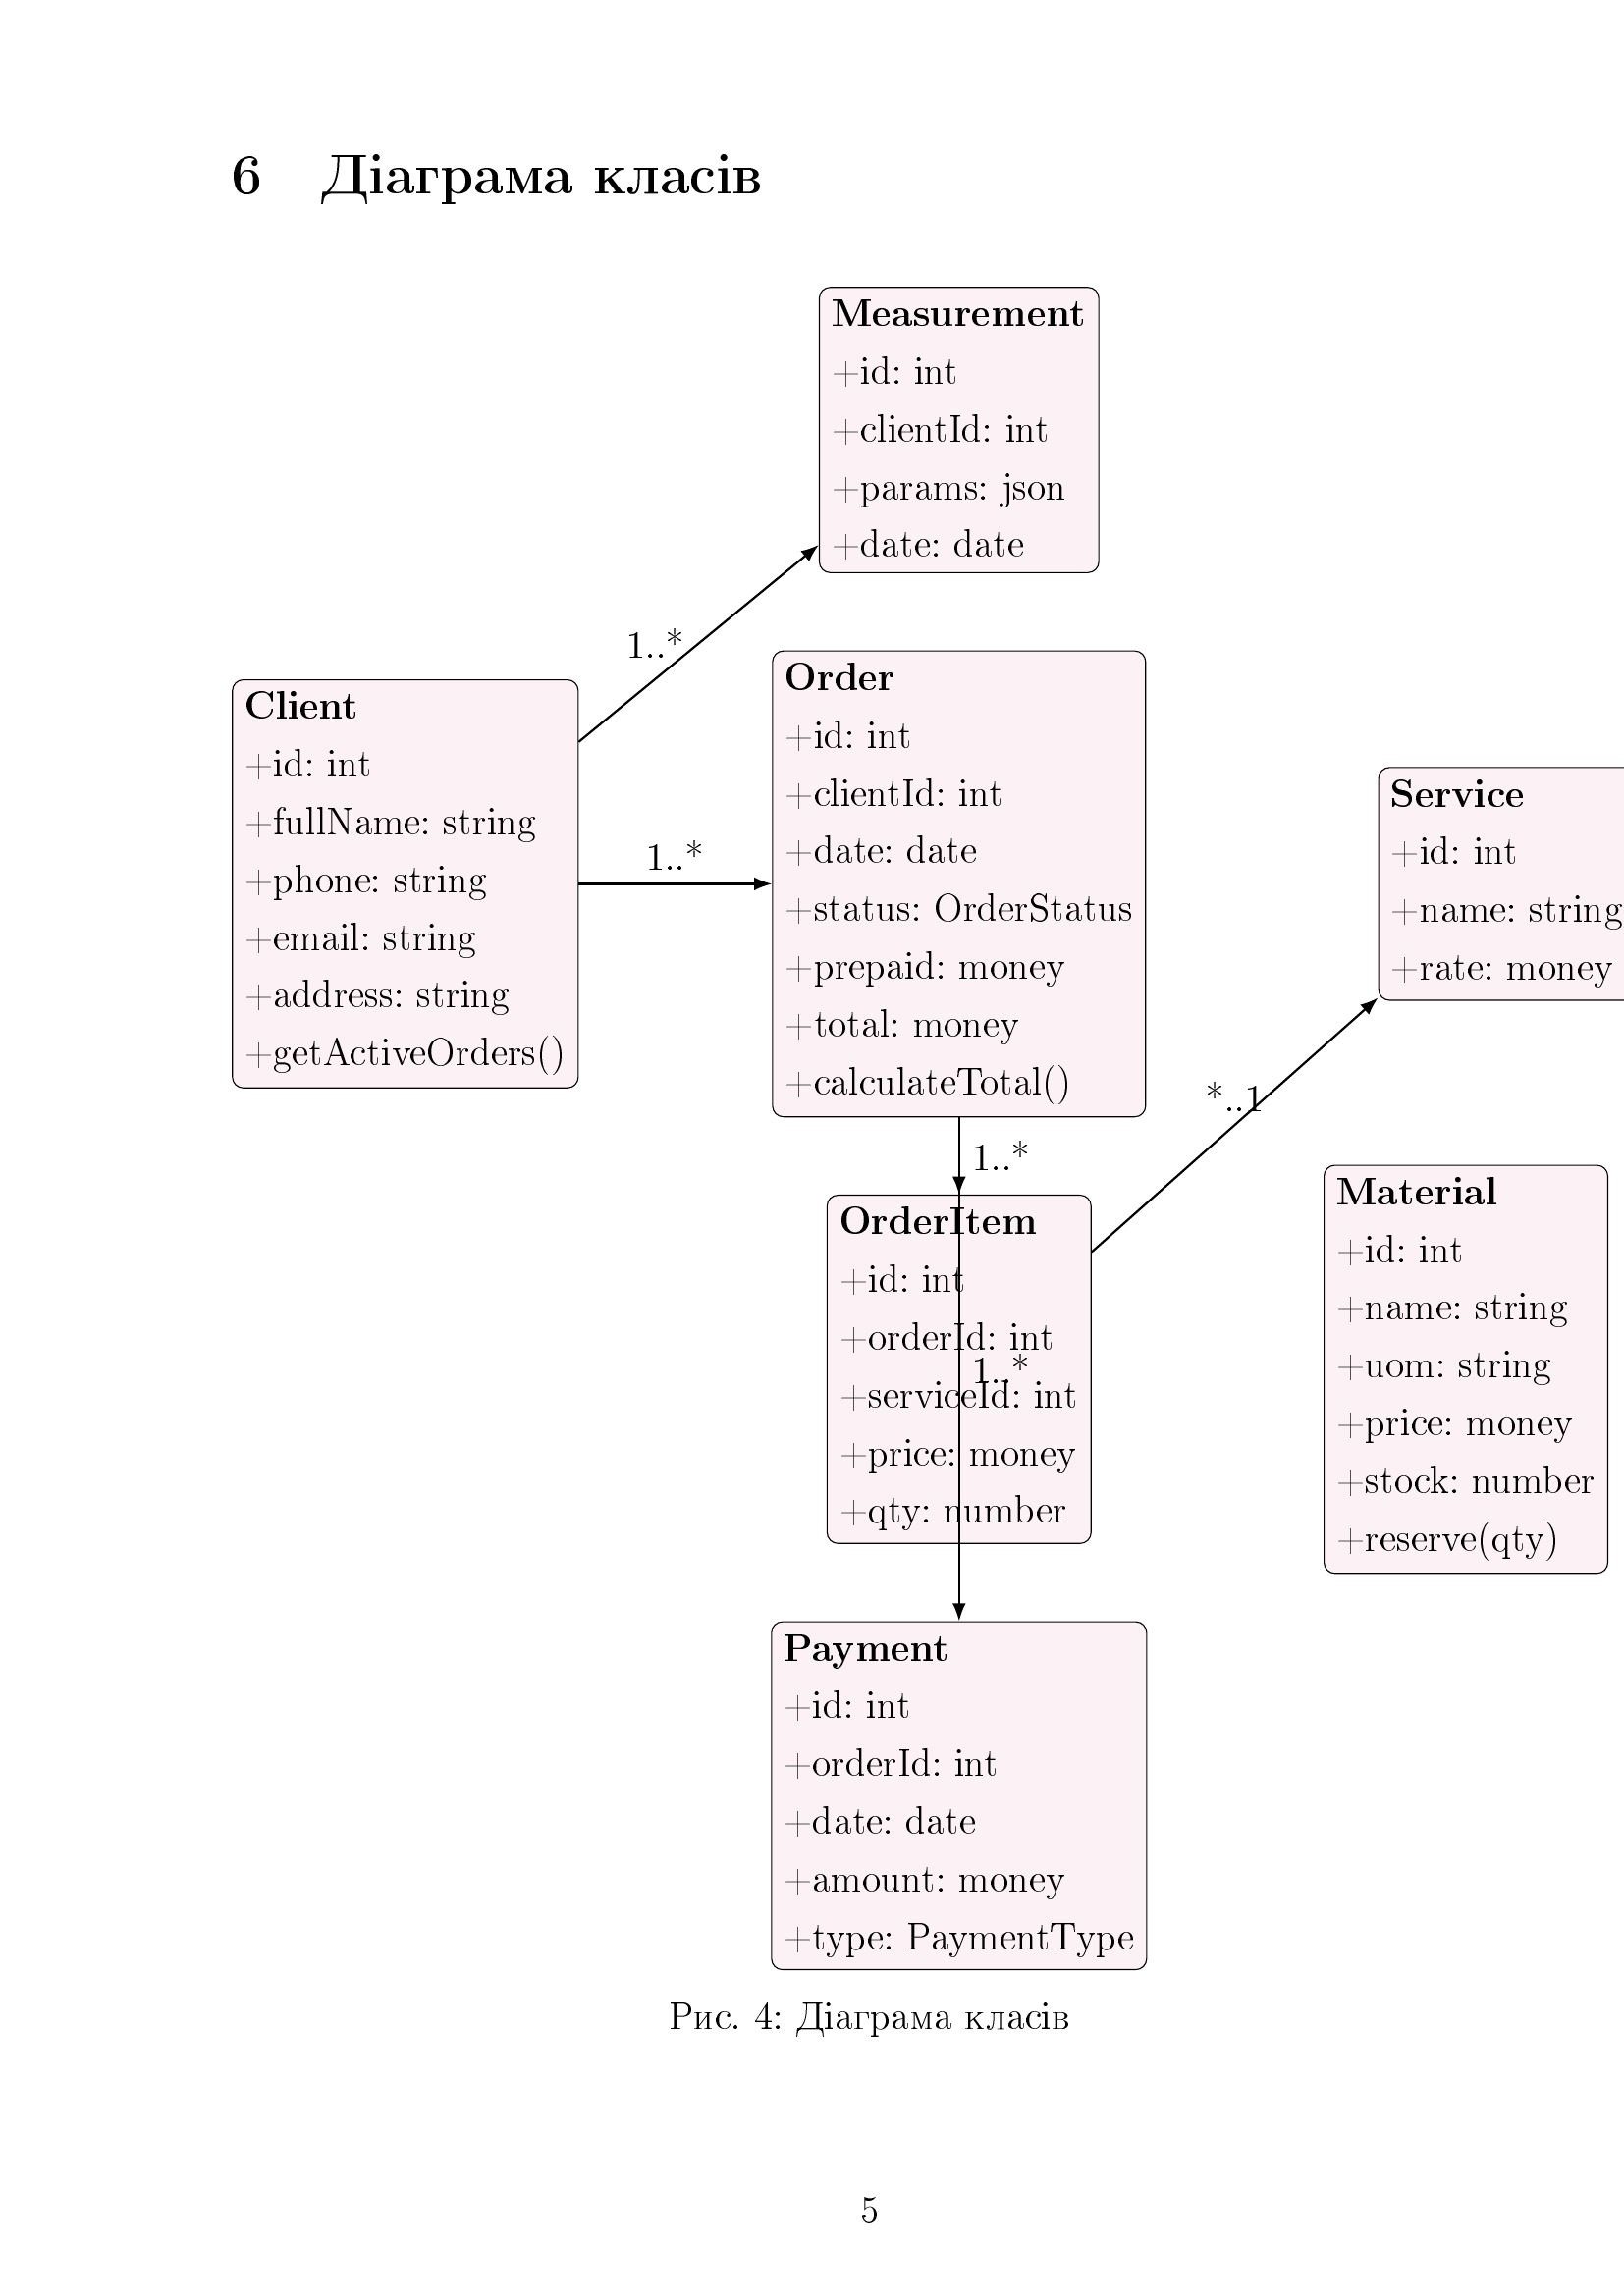 6 Діаграма класів
Measurement
+id: int
+clientId: int
+params: json
+date: date
1..*
Client
+id: int
+fullName: string
+phone: string
+email: string
+address: string
+getActiveOrders()
1..*
Order
+id: int
+clientId: int
+date: date
+status: OrderStatus
+prepaid: money
+total: money
+calculateTotal()
Service
+id: int
+name: string
+rate: money
*..1
1..*
OrderItem
+id: int
+orderId: int
1..*
+serviceId: int
+price: money
+qty: number
Material
+id: int
+name: string
+uom: string
+price: money
+stock: number
+reserve(qty)
Payment
+id: int
+orderId: int
+date: date
+amount: money
+type: PaymentType
Рис. 4: Діаграма класів
5